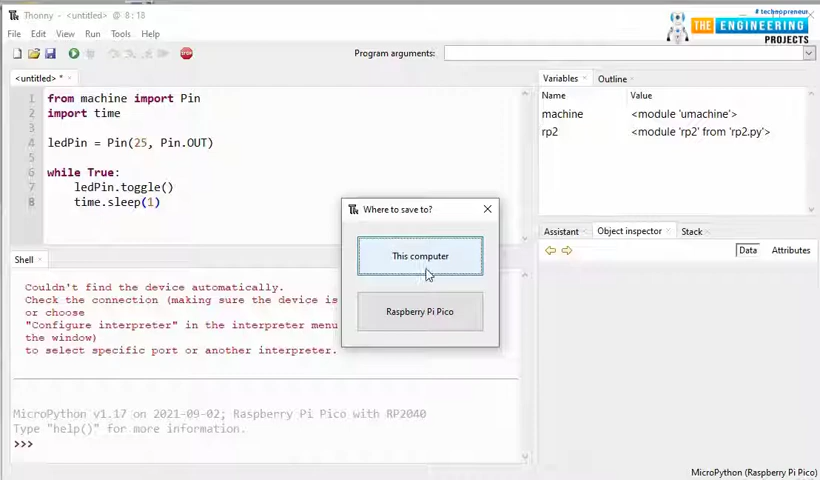 Thonny - <untitled> * @ 8 : 18
# technopreneur
THE ENGINEERING PROJECTS
File Edit View Run Tools Help
STOP
Program arguments:
<untitled> *
1 from machine import Pin
2 import time
3
4 ledPin = Pin(25, Pin.OUT)
5
6 while True:
7 ledPin.toggle()
8 time.sleep(1)
Variables Outline
Name Value
machine <module 'umachine'>
rp2 <module 'rp2' from 'rp2.py'>
Where to save to?
This computer
Raspberry Pi Pico
Assistant Object inspector Stack
Data Attributes
Shell
Couldn't find the device automatically.
Check the connection (making sure the device is
or choose
"Configure interpreter" in the interpreter menu
the window)
to select specific port or another interpreter.
MicroPython v1.17 on 2021-09-02; Raspberry Pi Pico with RP2040
Type "help()" for more information.
>>>
MicroPython (Raspberry Pi Pico)